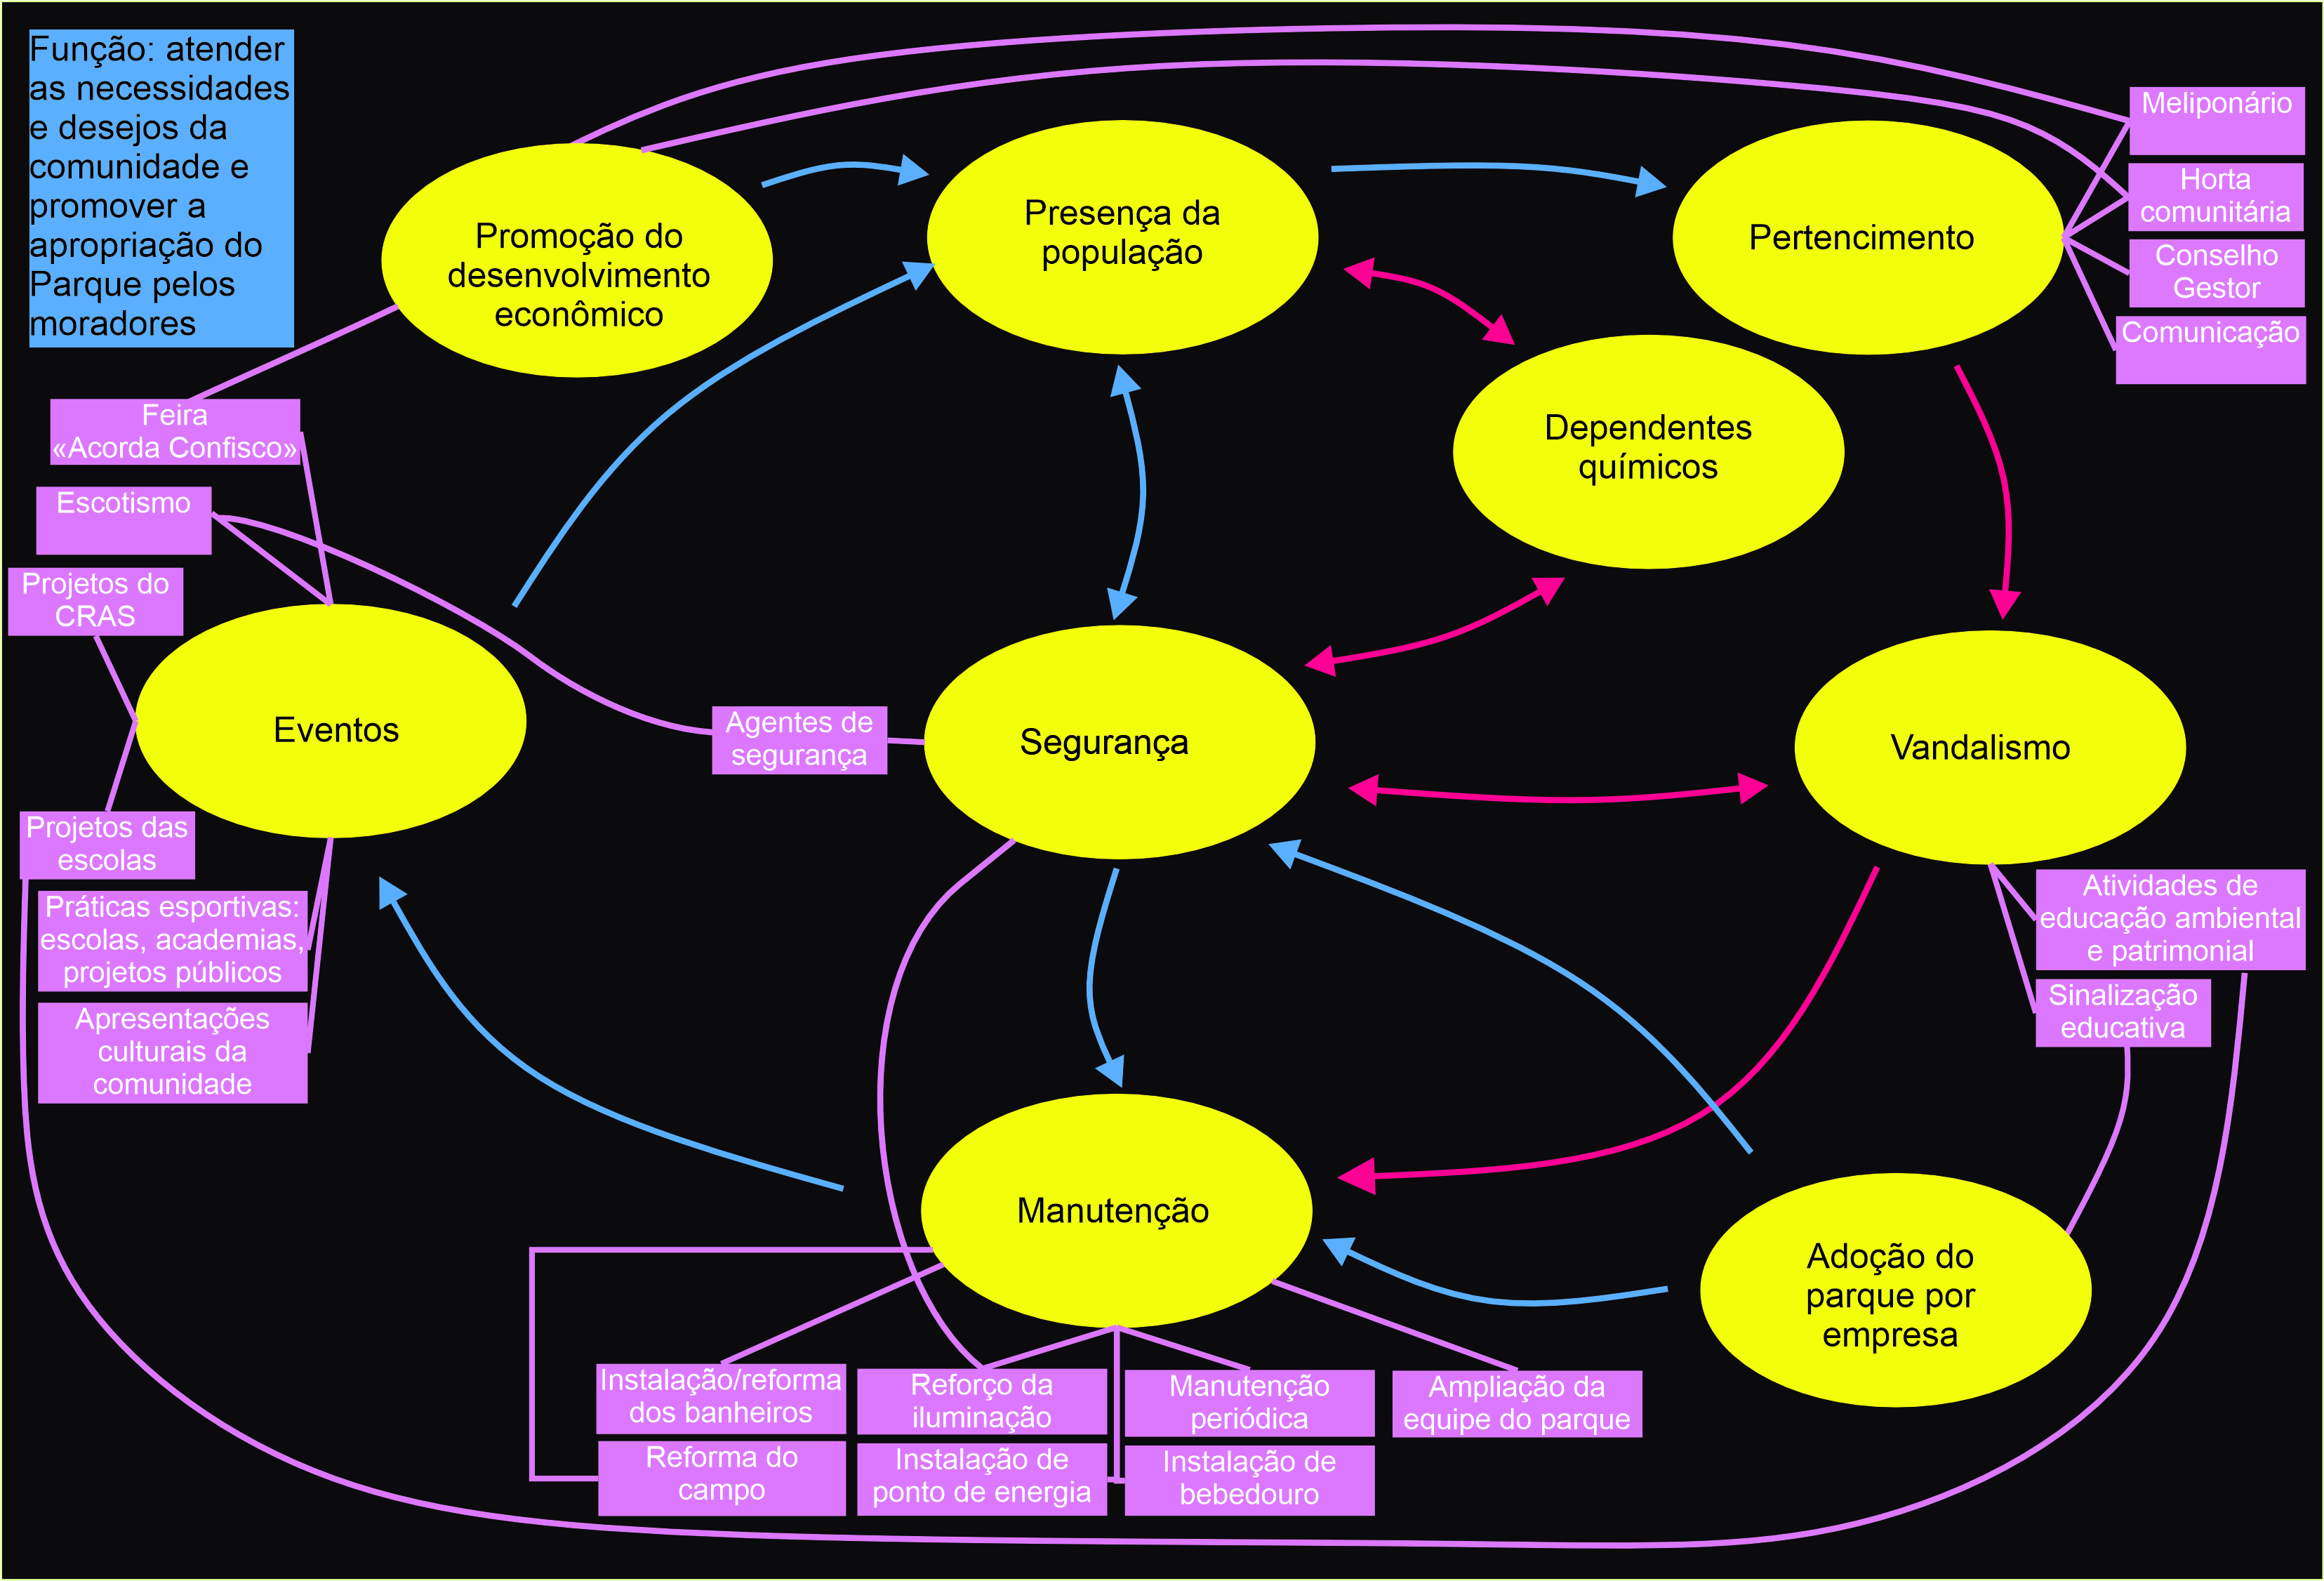 Função: atender
as necessidades
e desejos da
comunidade e
promover a
apropriação do
Parque pelos
moradores
Promoção do
desenvolvimento
econômico
Presença da
população
Pertencimento
Meliponário
Horta
comunitária
Conselho
Gestor
Comunicação
Dependentes
químicos
Feira
«Acorda Confisco»
Escotismo
Projetos do
CRAS
Eventos
Agentes de
segurança
Segurança
Vandalismo
Projetos das
escolas
Práticas esportivas:
escolas, academias,
projetos públicos
Apresentações
culturais da
comunidade
Atividades de
educação ambiental
e patrimonial
Sinalização
educativa
Manutenção
Adoção do
parque por
empresa
Instalação/reforma
dos banheiros
Reforço da
iluminação
Manutenção
periódica
Ampliação da
equipe do parque
Reforma do
campo
Instalação de
ponto de energia
Instalação de
bebedouro